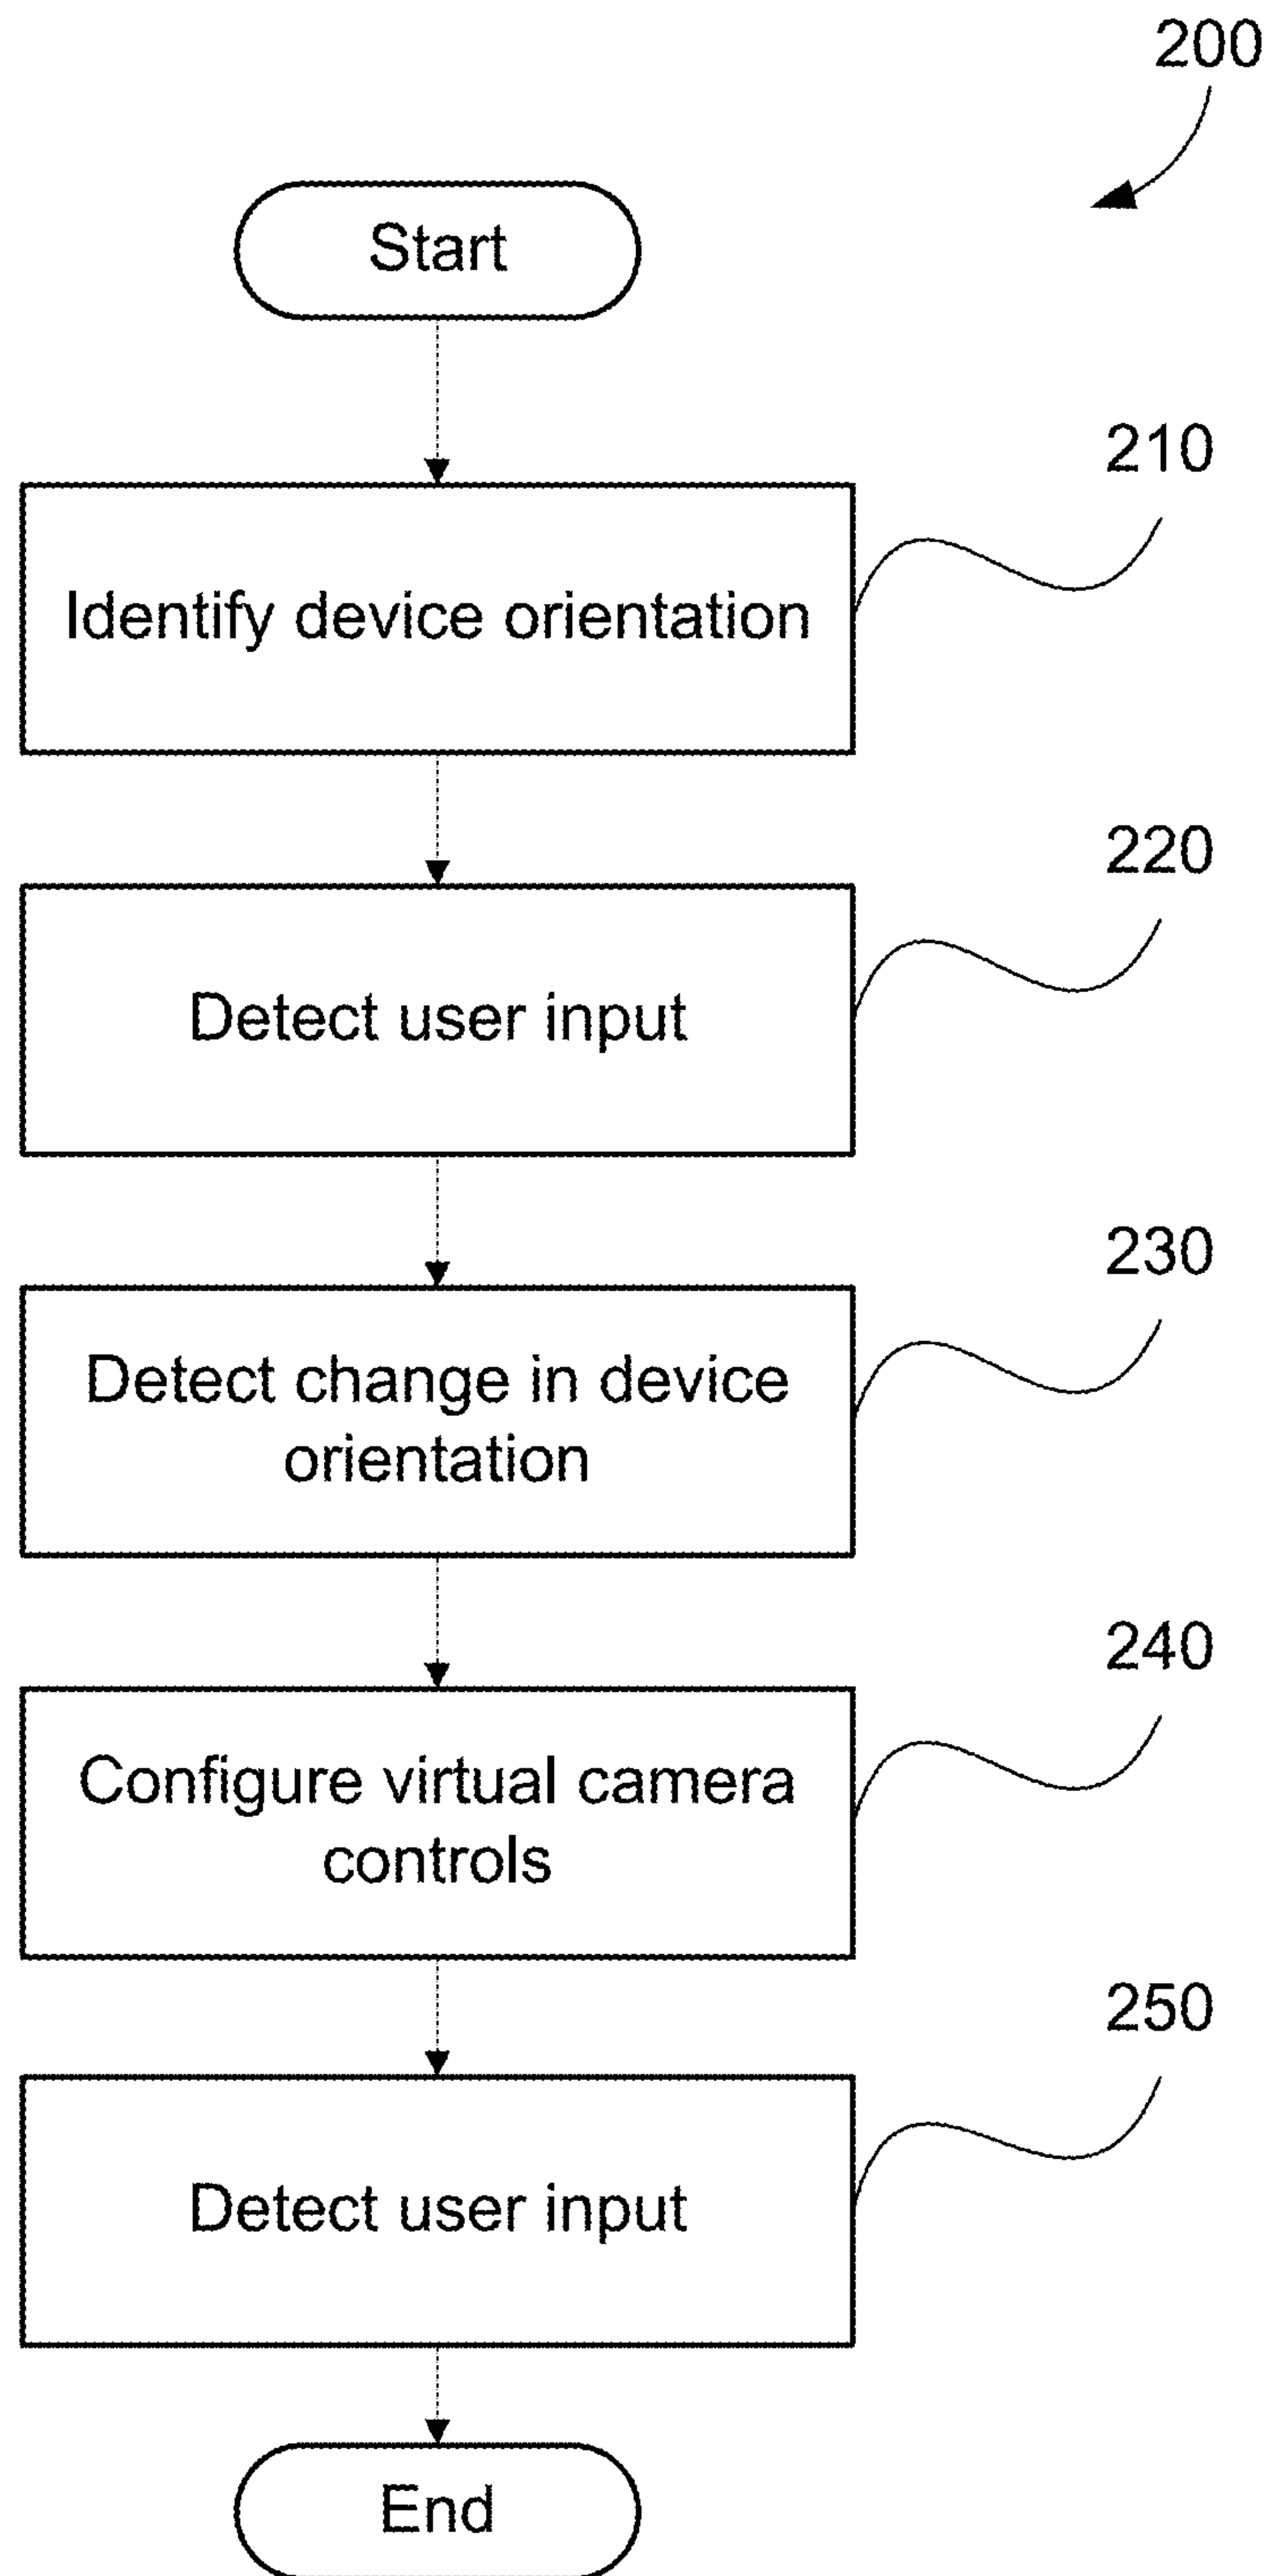 200
Start
210
Identify device orientation
220
Detect user input
230
Detect change in device
orientation
240
Configure virtual camera
controls
250
Detect user input
End